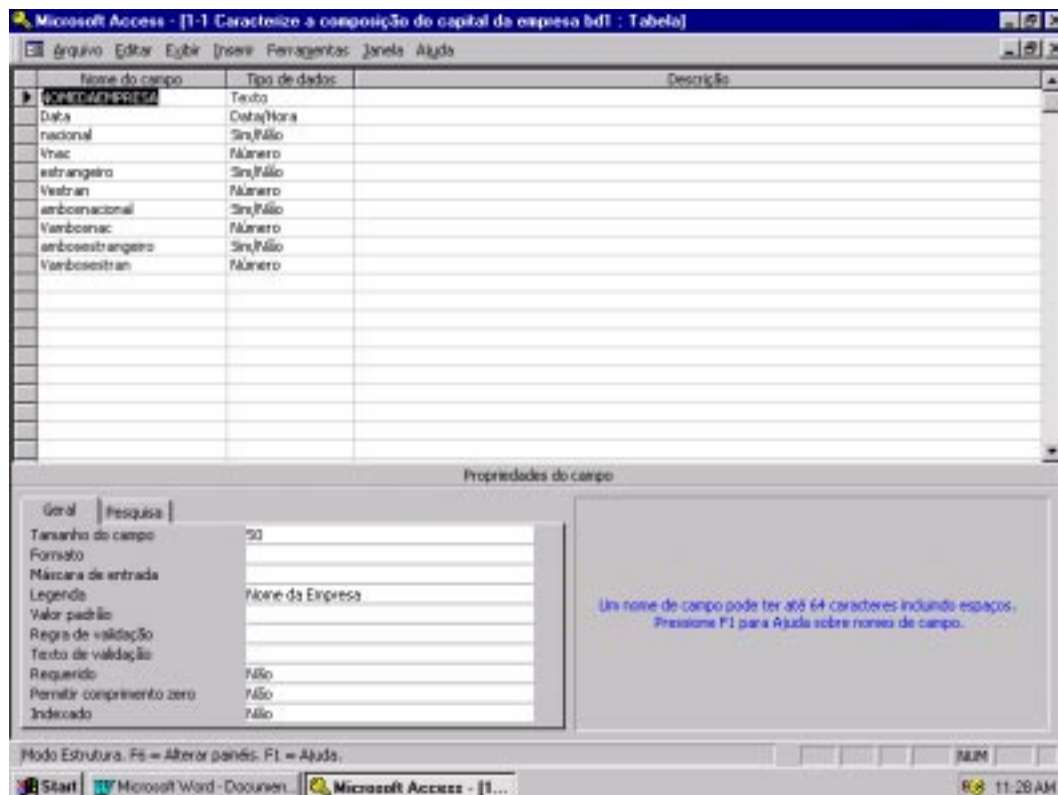 Microsoft Access - [1-1 Caracterize a composição do capital da empresa bd1 : Tabela]
Arquivo Editar Exibir Inserir Ferramentas Janela Ajuda
Nome do campo Tipo de dados Descrição
NOMEDAEMPRESA Texto
Data Data/Hora
nacional Sim/Não
Vnac Número
estrangeiro Sim/Não
Vestran Número
ambosnacional Sim/Não
Vambosnac Número
ambosestrangeiro Sim/Não
Vambosestran Número
Propriedades do campo
Geral Pesquisa
Tamanho do campo 50
Formato
Máscara de entrada
Legenda Nome da Empresa
Valor padrão
Regra de validação
Texto de validação
Requerido Não
Permitir comprimento zero Não
Indexado Não
Um nome de campo pode ter até 64 caracteres incluindo espaços.
Pressione F1 para Ajuda sobre nomes de campo.
Modo Estrutura. F6 = Alterar painéis. F1 = Ajuda. NUM
Start Microsoft Word - Documen... Microsoft Access - [1... 11:28 AM